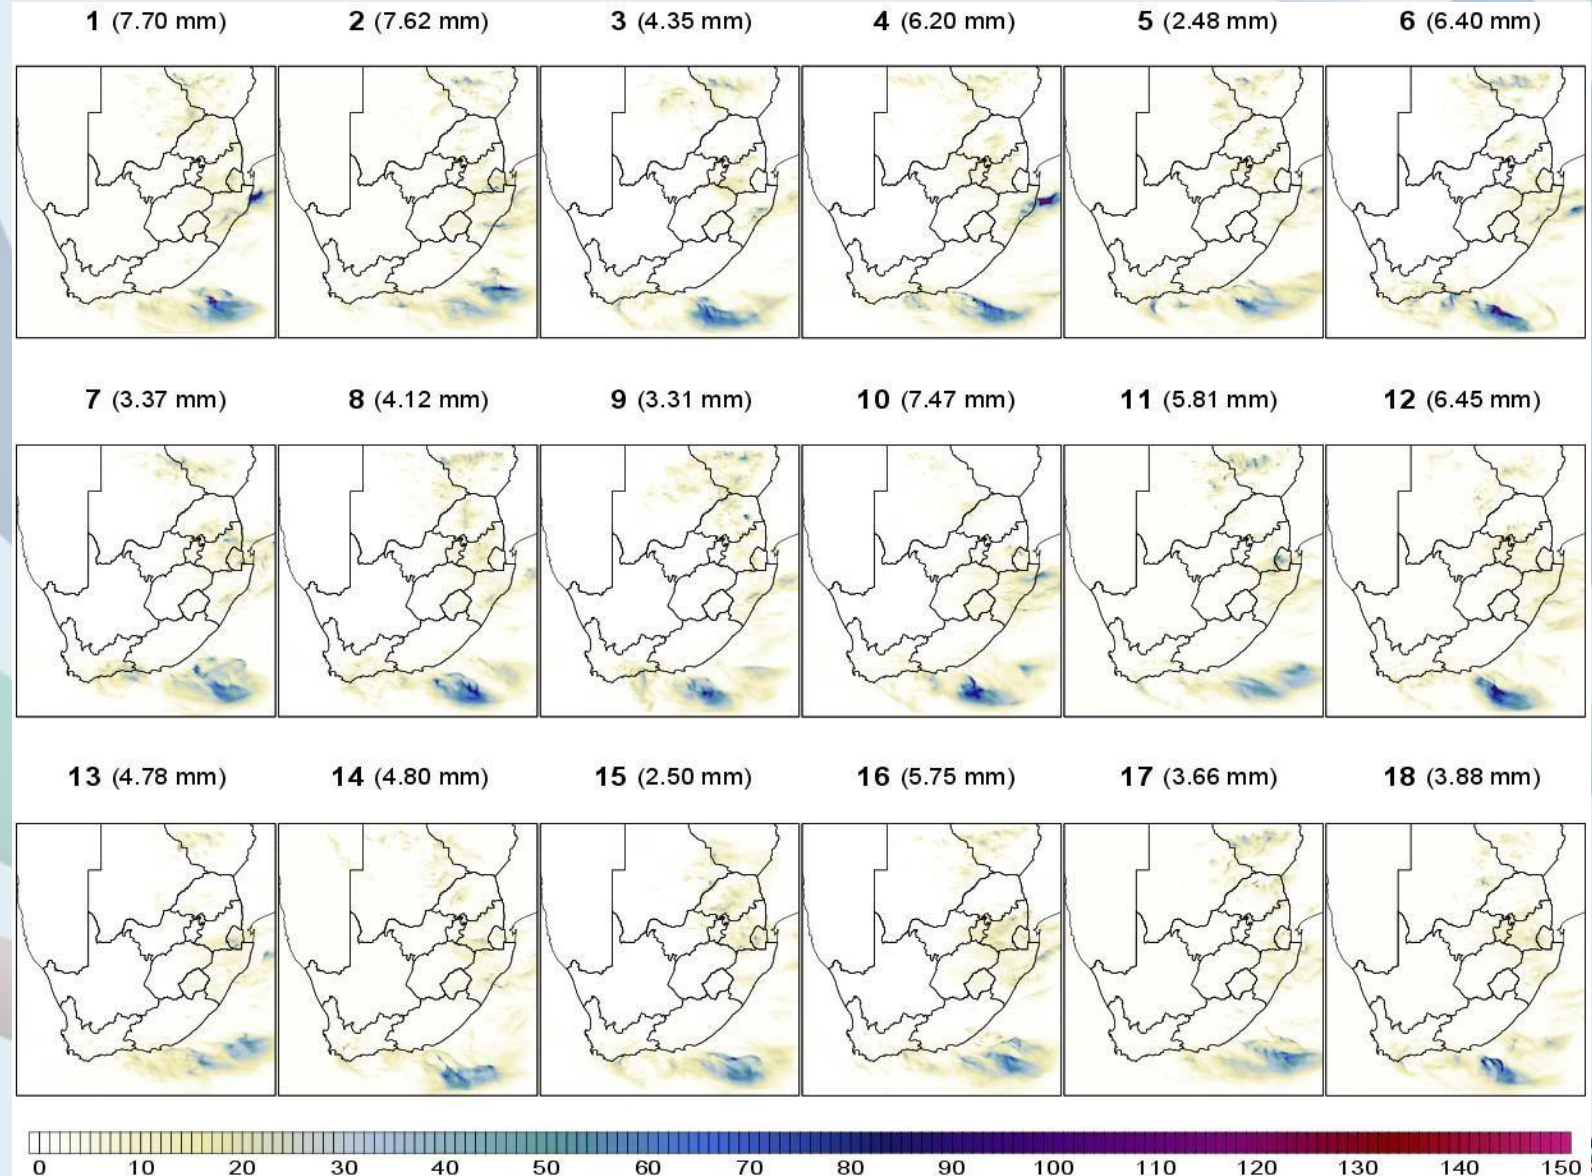 1 (7.70 mm) 2 (7.62 mm) 3 (4.35 mm) 4 (6.20 mm) 5 (2.48 mm) 6 (6.40 mm)
7 (3.37 mm) 8 (4.12 mm) 9 (3.31 mm) 10 (7.47 mm) 11 (5.81 mm) 12 (6.45 mm)
13 (4.78 mm) 14 (4.80 mm) 15 (2.50 mm) 16 (5.75 mm) 17 (3.66 mm) 18 (3.88 mm)
0 10 20 30 40 50 60 70 80 90 100 110 120 130 140 150